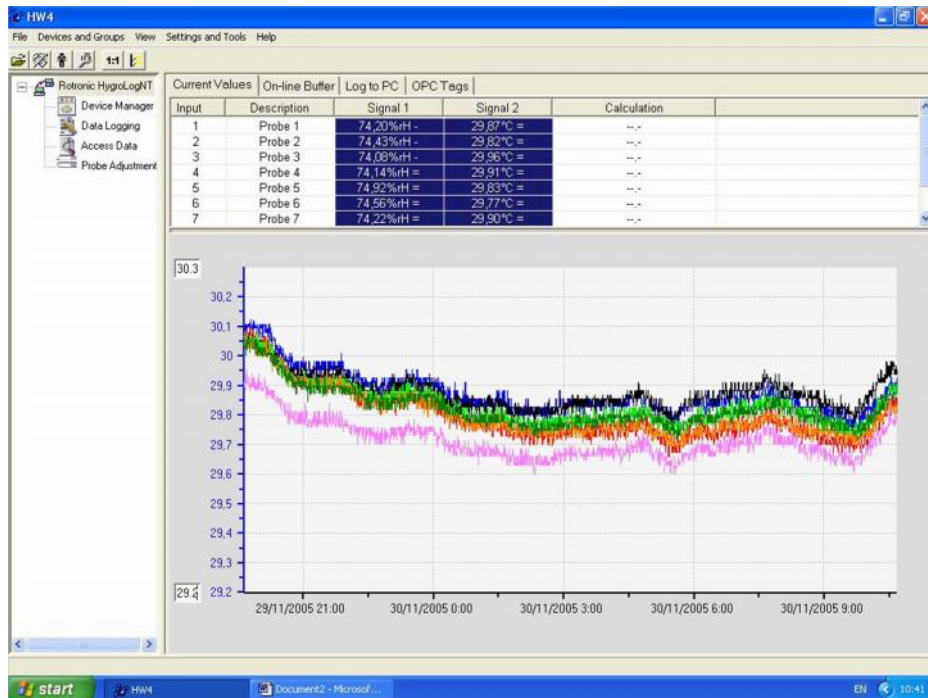 HW4
File Devices and Groups View Settings and Tools Help
1:1
Rotronic HygroLogNT
Device Manager
Data Logging
Access Data
Probe Adjustment
Current Values On-line Buffer Log to PC OPC Tags
Input Description Signal 1 Signal 2 Calculation
1 Probe 1 74,20%rH - 29,87°C = --.-
2 Probe 2 74,43%rH - 29,82°C = --.-
3 Probe 3 74,08%rH - 29,96°C = --.-
4 Probe 4 74,14%rH = 29,91°C = --.-
5 Probe 5 74,92%rH = 29,83°C = --.-
6 Probe 6 74,56%rH = 29,77°C = --.-
7 Probe 7 74,22%rH = 29,90°C = --.-
30.3
30,2
30,1
30
29,9
29,8
29,7
29,6
29,5
29,4
29,3
29,2
29/11/2005 21:00 30/11/2005 0:00 30/11/2005 3:00 30/11/2005 6:00 30/11/2005 9:00
start HW4 Document2 - Microsof... EN 10:41